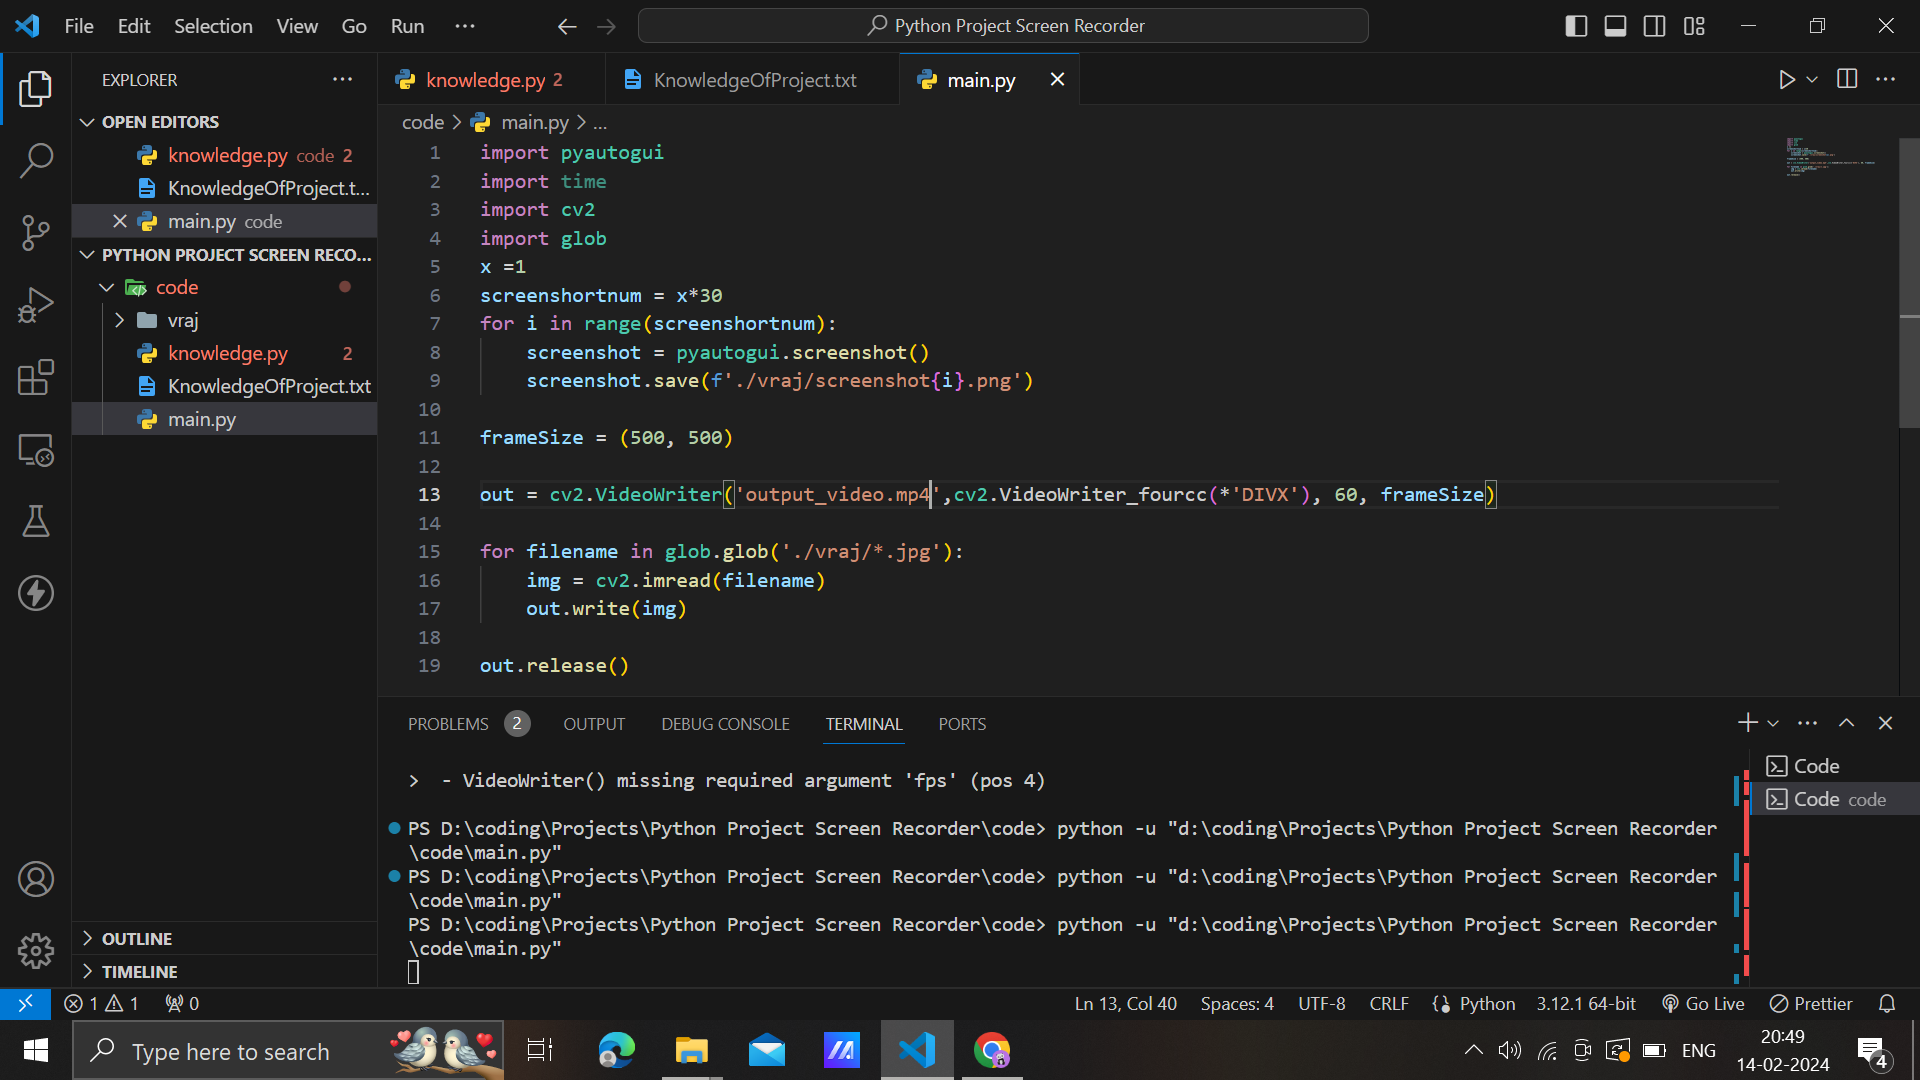 File Edit Selection View Go Run ··· Python Project Screen Recorder
EXPLORER
OPEN EDITORS
knowledge.py code 2
KnowledgeOfProject.t...
main.py code
PYTHON PROJECT SCREEN RECO...
code
vraj
knowledge.py 2
KnowledgeOfProject.txt
main.py
OUTLINE
TIMELINE
knowledge.py 2 KnowledgeOfProject.txt main.py
code > main.py > ...
1 import pyautogui
2 import time
3 import cv2
4 import glob
5 x =1
6 screenshortnum = x*30
7 for i in range(screenshortnum):
8 screenshot = pyautogui.screenshot()
9 screenshot.save(f'./vraj/screenshot{i}.png')
10
11 frameSize = (500, 500)
12
13 out = cv2.VideoWriter('output_video.mp4',cv2.VideoWriter_fourcc(*'DIVX'), 60, frameSize)
14
15 for filename in glob.glob('./vraj/*.jpg'):
16 img = cv2.imread(filename)
17 out.write(img)
18
19 out.release()
PROBLEMS 2 OUTPUT DEBUG CONSOLE TERMINAL PORTS
> - VideoWriter() missing required argument 'fps' (pos 4)
PS D:\coding\Projects\Python Project Screen Recorder\code> python -u "d:\coding\Projects\Python Project Screen Recorder
\code\main.py"
PS D:\coding\Projects\Python Project Screen Recorder\code> python -u "d:\coding\Projects\Python Project Screen Recorder
\code\main.py"
PS D:\coding\Projects\Python Project Screen Recorder\code> python -u "d:\coding\Projects\Python Project Screen Recorder
\code\main.py"
Code
Code code
1 1 0 Ln 13, Col 40 Spaces: 4 UTF-8 CRLF Python 3.12.1 64-bit Go Live Prettier
Type here to search
ENG
20:49
14-02-2024
4